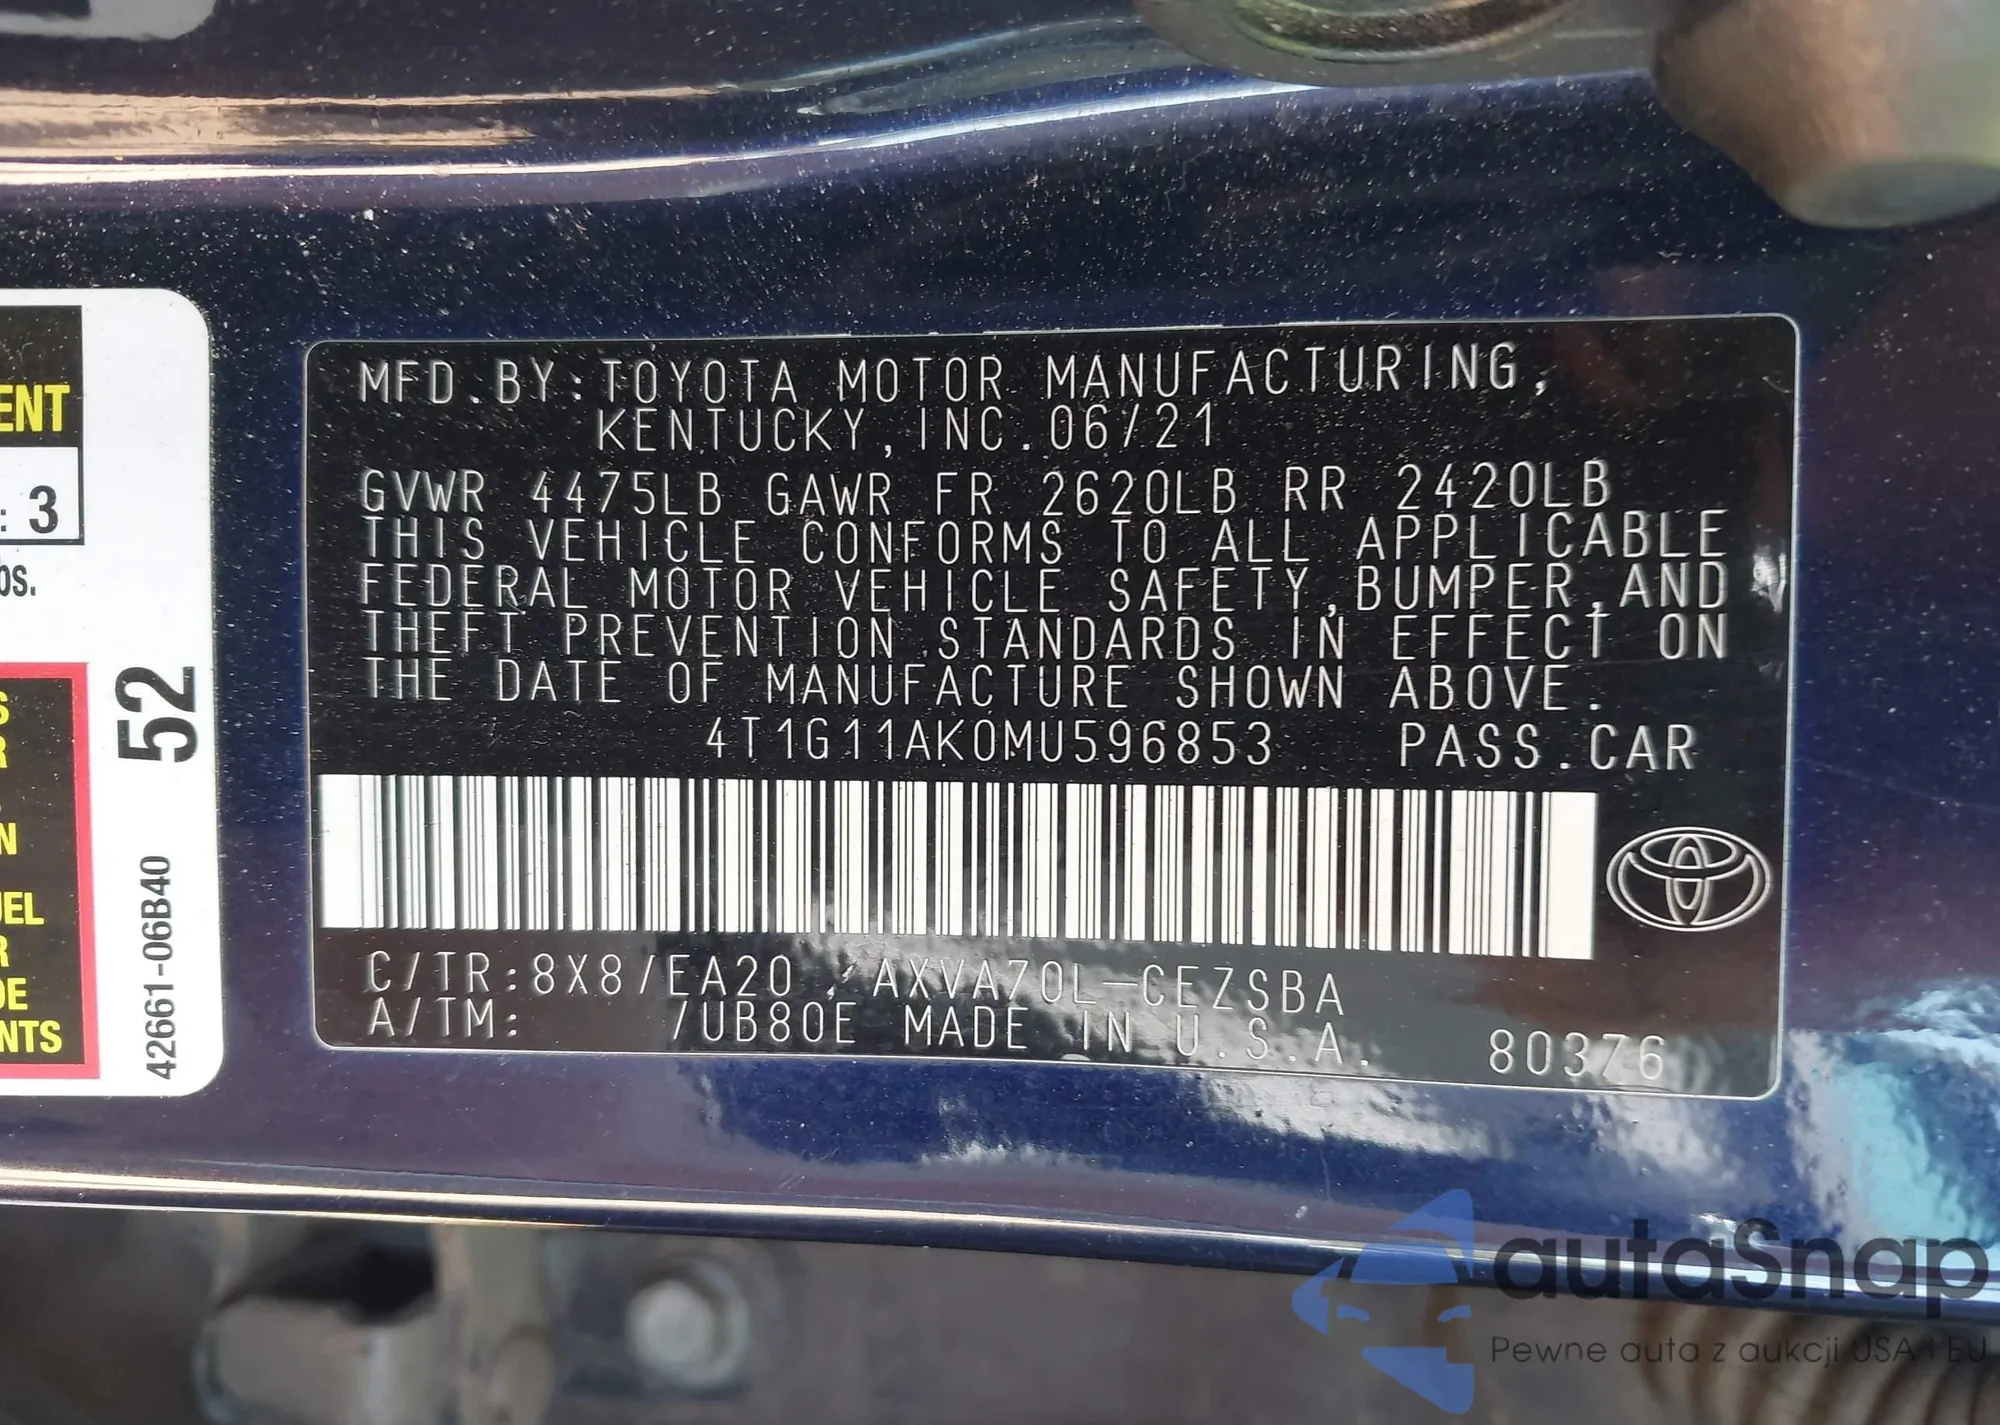 MFD.BY:TOYOTA MOTOR MANUFACTURING,
KENTUCKY,INC.06/21
GVWR 4475LB GAWR FR 2620LB RR 2420LB
THIS VEHICLE CONFORMS TO ALL APPLICABLE
FEDERAL MOTOR VEHICLE SAFETY,BUMPER,AND
THEFT PREVENTION STANDARDS IN EFFECT ON
THE DATE OF MANUFACTURE SHOWN ABOVE.
4T1G11AK0MU596853 PASS.CAR
C/TR:8X8/EA20 /AXVA70L-CEZSBA
A/TM: /UB80E MADE IN U.S.A. 80376
ENT
: 3
52
42661-06B40
NTS
autoSnap
Pewne auta z aukcji USA i EU